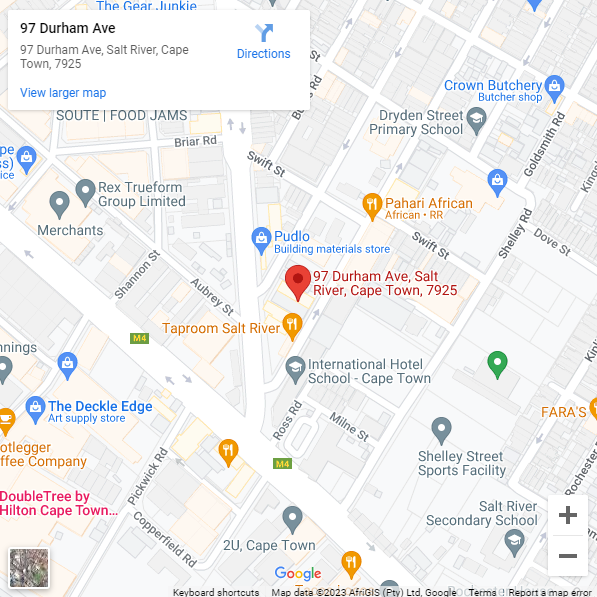 The Gear Junkie
97 Durham Ave
97 Durham Ave, Salt River, Cape
Town, 7925
Directions
View larger map
SOUTE | FOOD JAMS
Briar Rd
Swift St
Crown Butchery
Butcher shop
Dryden Street
Primary School
Goldsmith Rd
Rex Trueform
Group Limited
Merchants
Pahari African
African • RR
Swift St
Shelley Rd
Dove St
Pudlo
Building materials store
Shannon St
Aubrey St
97 Durham Ave, Salt
River, Cape Town, 7925
Taproom Salt River
M4
International Hotel
School - Cape Town
The Deckle Edge
Art supply store
Ross Rd
Milne St
FARA'S
Shelley Street
Sports Facility
Pickwick Rd
M4
DoubleTree by
Hilton Cape Town...
Copperfield Rd
2U, Cape Town
Salt River
Secondary School
Rochester Rd
Google
Keyboard shortcuts
Map data ©2023 AfriGIS (Pty) Ltd, Google
Terms
Report a map error